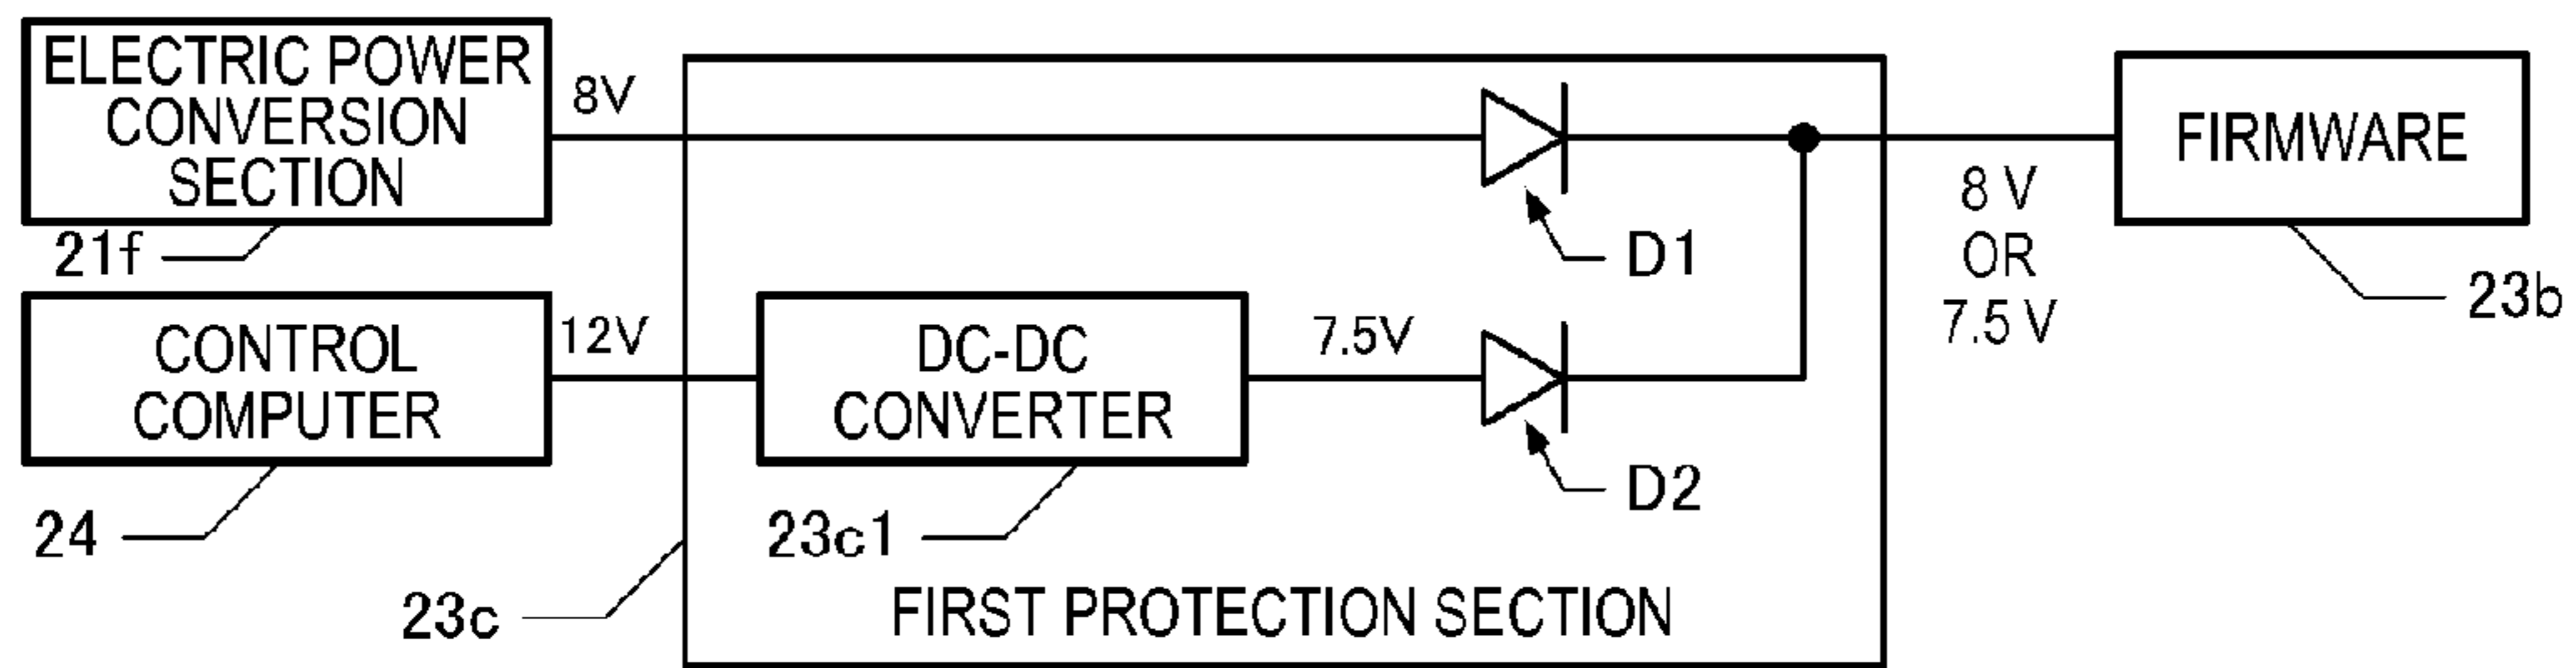 ELECTRIC POWER
CONVERSION
SECTION
21f
8V
CONTROL
COMPUTER
24
12V
DC-DC
CONVERTER
23c1
7.5V
D1
D2
23c
FIRST PROTECTION SECTION
8 V
OR
7.5 V
FIRMWARE
23b